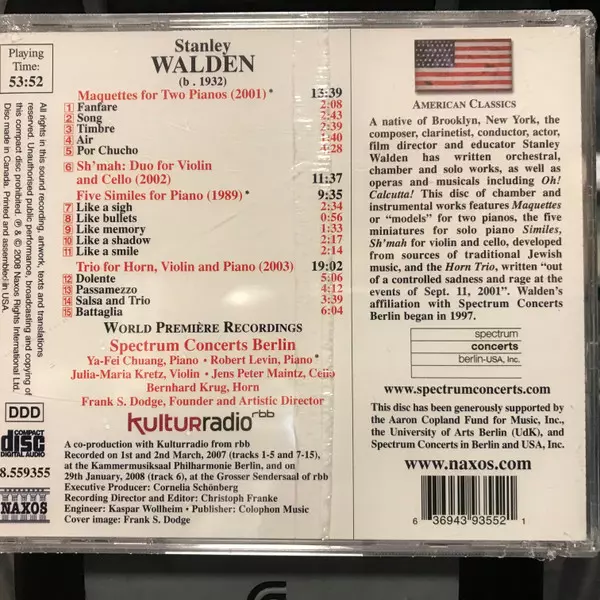 Playing
Time:
53:52
All rights in this sound recording, artwork, texts and translations
reserved. Unauthorised public performance, broadcasting and copying of
this compact disc prohibited. ℗ & © 2008 Naxos Rights International Ltd.
Disc made in Canada. Printed and assembled in USA.
DDD
COMPACT
disc
DIGITAL AUDIO
8.559355
NAXOS
Stanley
WALDEN
(b . 1932)
Maquettes for Two Pianos (2001) * 13:39
1 Fanfare 2:08
2 Song 2:43
3 Timbre 2:39
4 Air 1:40
5 Por Chucho 4:28
6 Sh'mah: Duo for Violin
and Cello (2002) 11:37
Five Similes for Piano (1989) * 9:35
7 Like a sigh 2:34
8 Like bullets 0:56
9 Like memory 1:33
10 Like a shadow 2:17
11 Like a smile 2:14
Trio for Horn, Violin and Piano (2003) 19:02
12 Dolente 5:06
13 Passamezzo 4:12
14 Salsa and Trio 3:39
15 Battaglia 6:04
WORLD PREMIÈRE RECORDINGS
Spectrum Concerts Berlin
Ya-Fei Chuang, Piano • Robert Levin, Piano *
Julia-Maria Kretz, Violin • Jens Peter Maintz, Cello
Bernhard Krug, Horn
Frank S. Dodge, Founder and Artistic Director
kulturradio rbb
A co-production with Kulturradio from rbb
Recorded on 1st and 2nd March, 2007 (tracks 1-5 and 7-15),
at the Kammermusiksaal Philharmonie Berlin, and on
29th January, 2008 (track 6), at the Grosser Sendersaal of rbb
Executive Producer: Cornelia Schönberg
Recording Director and Editor: Christoph Franke
Engineer: Kaspar Wollheim • Publisher: Colophon Music
Cover image: Frank S. Dodge
AMERICAN CLASSICS
A native of Brooklyn, New York, the
composer, clarinetist, conductor, actor,
film director and educator Stanley
Walden has written orchestral,
chamber and solo works, as well as
operas and musicals including Oh!
Calcutta! This disc of chamber and
instrumental works features Maquettes
or “models” for two pianos, the five
miniatures for solo piano Similes,
Sh'mah for violin and cello, developed
from sources of traditional Jewish
music, and the Horn Trio, written “out
of a controlled sadness and rage at the
events of Sept. 11, 2001”. Walden's
affiliation with Spectrum Concerts
Berlin began in 1997.
spectrum
concerts
berlin-USA, Inc.
www.spectrumconcerts.com
This disc has been generously supported by
the Aaron Copland Fund for Music, Inc.,
the University of Arts Berlin (UdK), and
Spectrum Concerts in Berlin and USA, Inc.
www.naxos.com
6 36943 93552 1